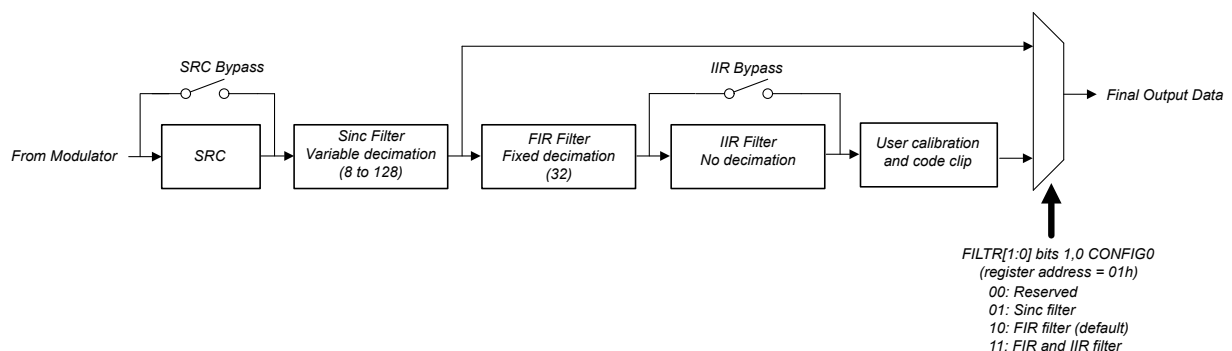 SRC Bypass
IIR Bypass
From Modulator
SRC
Sinc Filter
Variable decimation
(8 to 128)
FIR Filter
Fixed decimation
(32)
IIR Filter
No decimation
User calibration
and code clip
Final Output Data
FILTR[1:0] bits 1,0 CONFIG0
(register address = 01h)
00: Reserved
01: Sinc filter
10: FIR filter (default)
11: FIR and IIR filter